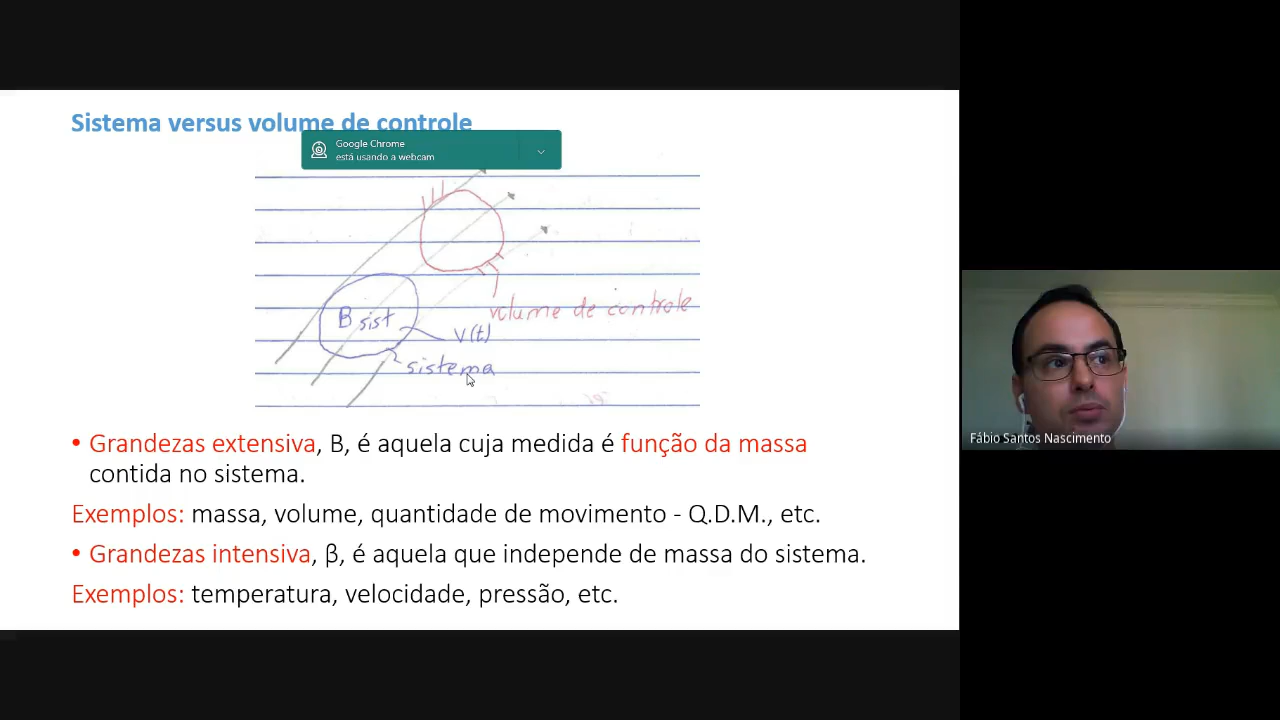 Sistema versus volume de controle
Google Chrome
está usando a webcam
volume de controle
B sist
V(t)
sistema
• Grandezas extensiva, B, é aquela cuja medida é função da massa
contida no sistema.
Exemplos: massa, volume, quantidade de movimento - Q.D.M., etc.
• Grandezas intensiva, β, é aquela que independe de massa do sistema.
Exemplos: temperatura, velocidade, pressão, etc.
Fábio Santos Nascimento